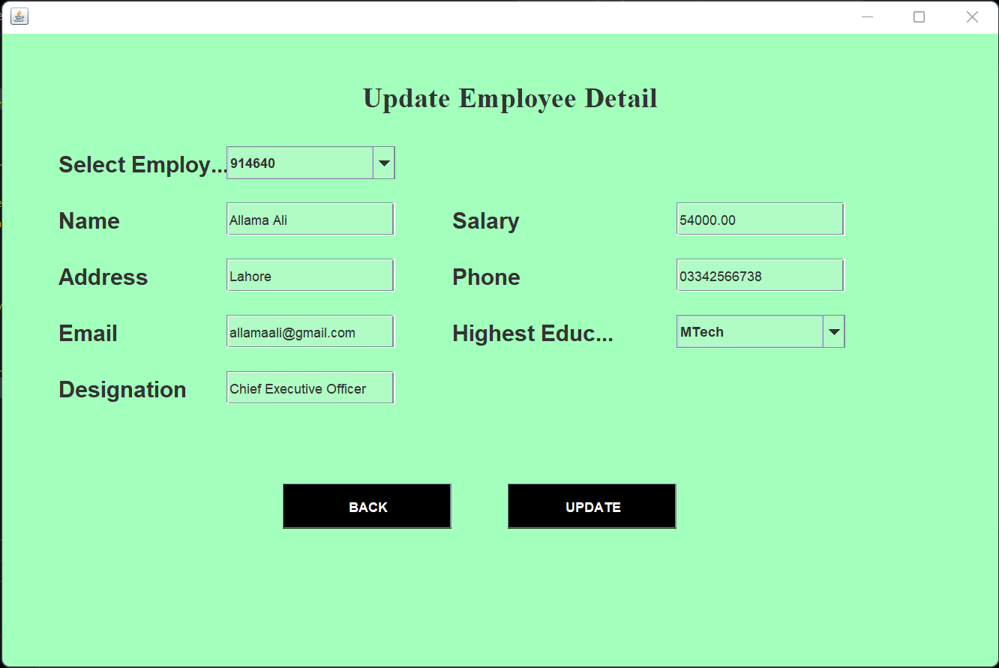 Update Employee Detail
Select Employ... 914640
Name Allama Ali Salary 54000.00
Address Lahore Phone 03342566738
Email allamaali@gmail.com Highest Educ... MTech
Designation Chief Executive Officer
BACK UPDATE